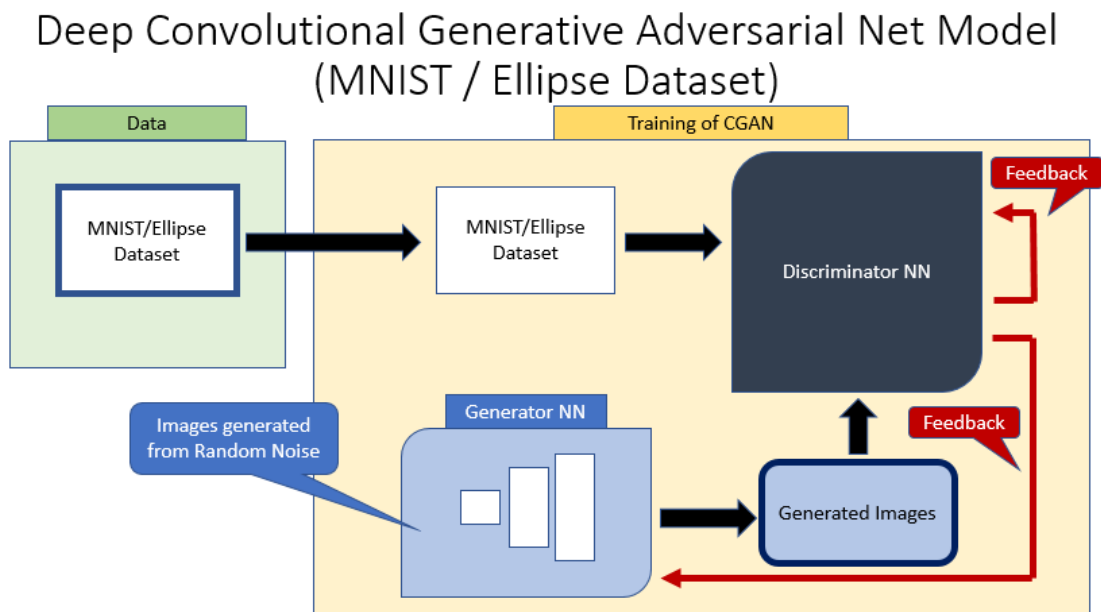 Deep Convolutional Generative Adversarial Net Model
(MNIST / Ellipse Dataset)
Data
Training of CGAN
MNIST/Ellipse
Dataset
MNIST/Ellipse
Dataset
Discriminator NN
Feedback
Images generated
from Random Noise
Generator NN
Feedback
Generated Images